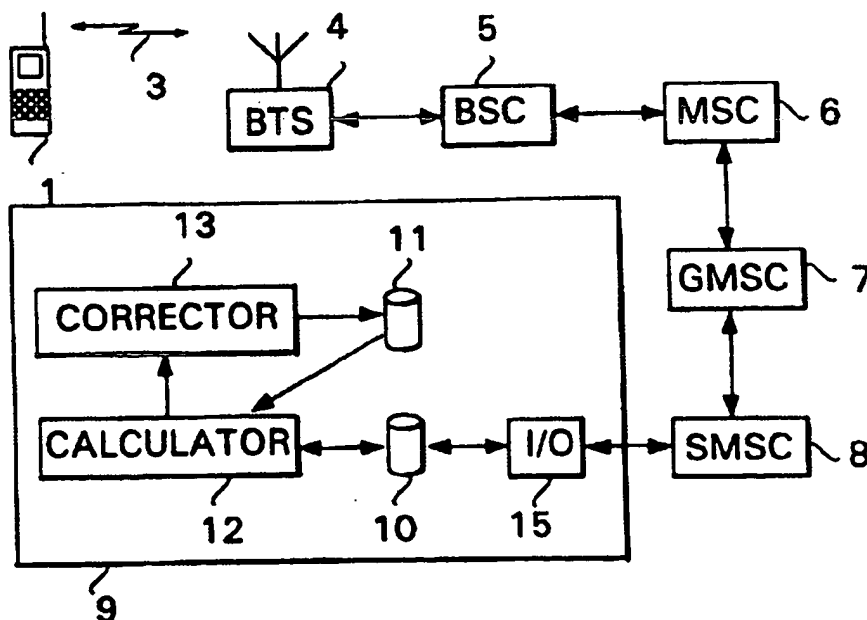 3
4
5
BTS
BSC
MSC
6
1
13
11
CORRECTOR
GMSC
7
CALCULATOR
I/O
SMSC
8
12
10
15
9